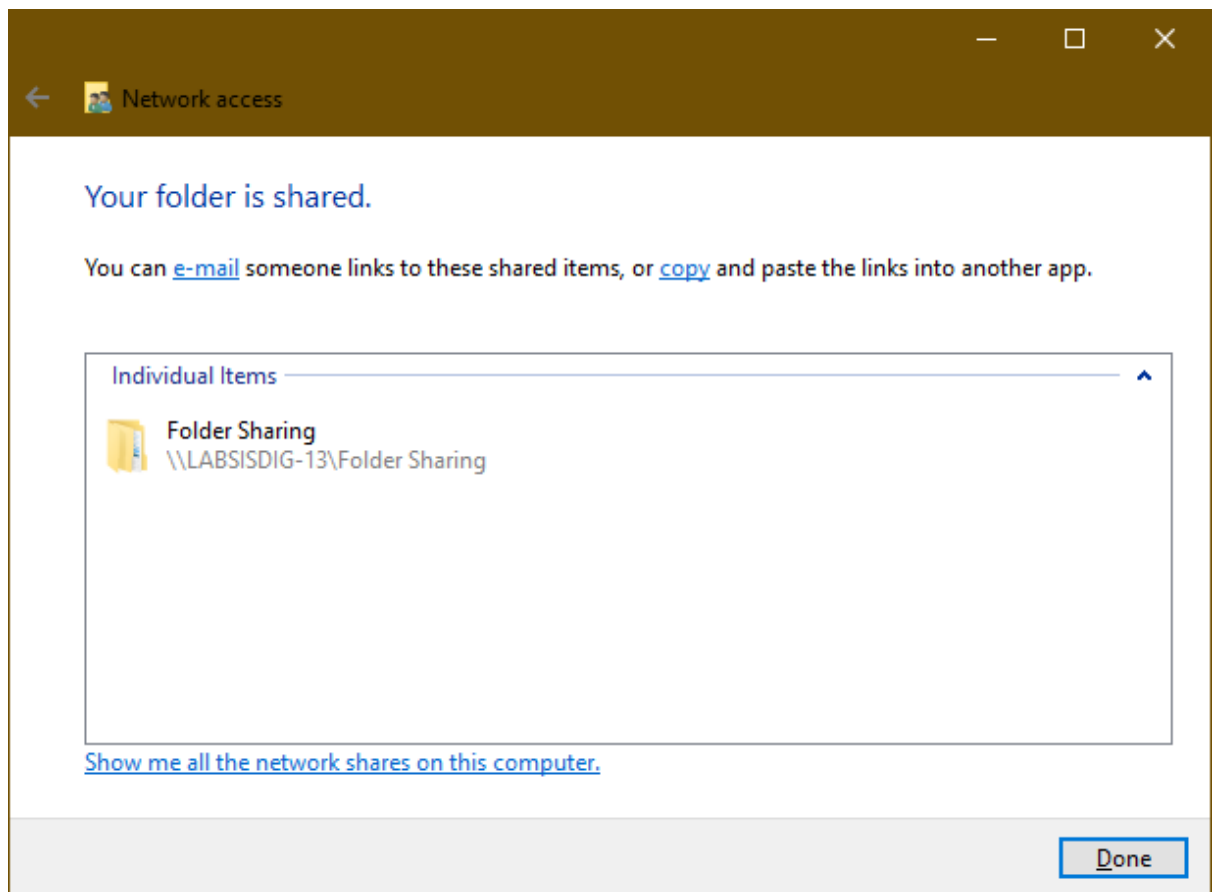 Network access
Your folder is shared.
You can e-mail someone links to these shared items, or copy and paste the links into another app.
Individual Items
Folder Sharing
\\LABSISDIG-13\Folder Sharing
Show me all the network shares on this computer.
Done